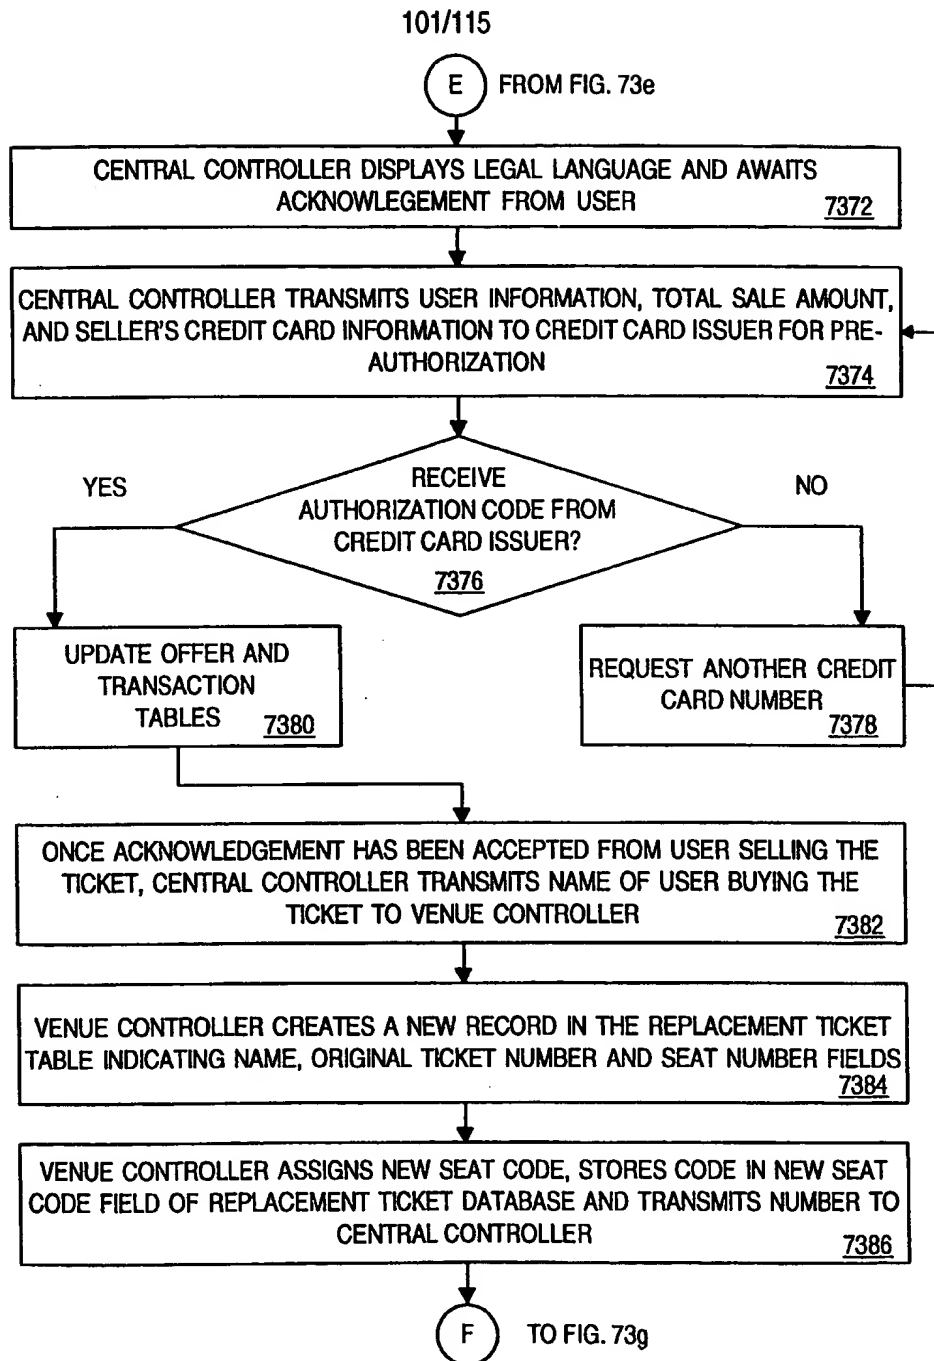 101/115
E FROM FIG. 73e
CENTRAL CONTROLLER DISPLAYS LEGAL LANGUAGE AND AWAITS
ACKNOWLEGEMENT FROM USER 7372
CENTRAL CONTROLLER TRANSMITS USER INFORMATION, TOTAL SALE AMOUNT,
AND SELLER'S CREDIT CARD INFORMATION TO CREDIT CARD ISSUER FOR PRE-
AUTHORIZATION
7374
YES
RECEIVE
AUTHORIZATION CODE FROM
CREDIT CARD ISSUER?
7376
NO
UPDATE OFFER AND
TRANSACTION
TABLES 7380
REQUEST ANOTHER CREDIT
CARD NUMBER
7378
ONCE ACKNOWLEDGEMENT HAS BEEN ACCEPTED FROM USER SELLING THE
TICKET, CENTRAL CONTROLLER TRANSMITS NAME OF USER BUYING THE
TICKET TO VENUE CONTROLLER 7382
VENUE CONTROLLER CREATES A NEW RECORD IN THE REPLACEMENT TICKET
TABLE INDICATING NAME, ORIGINAL TICKET NUMBER AND SEAT NUMBER FIELDS
7384
VENUE CONTROLLER ASSIGNS NEW SEAT CODE, STORES CODE IN NEW SEAT
CODE FIELD OF REPLACEMENT TICKET DATABASE AND TRANSMITS NUMBER TO
CENTRAL CONTROLLER 7386
F TO FIG. 73g